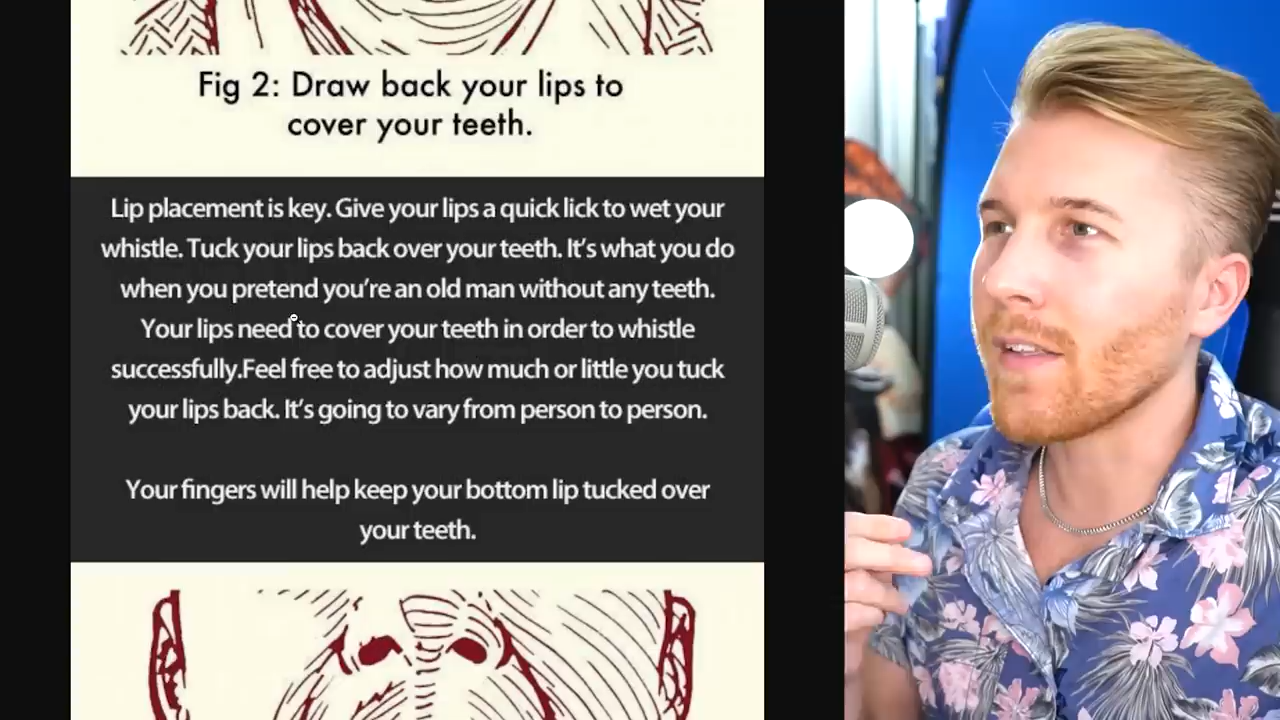 Fig 2: Draw back your lips to
cover your teeth.
Lip placement is key. Give your lips a quick lick to wet your
whistle. Tuck your lips back over your teeth. It’s what you do
when you pretend you’re an old man without any teeth.
Your lips need to cover your teeth in order to whistle
successfully.Feel free to adjust how much or little you tuck
your lips back. It’s going to vary from person to person.
Your fingers will help keep your bottom lip tucked over
your teeth.